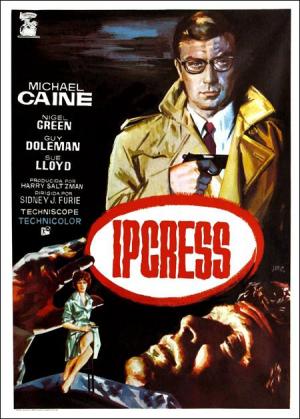 MICHAEL
CAINE
NIGEL
GREEN
GUY
DOLEMAN
SUE
LLOYD
PRODUCIDA POR
HARRY SALTZMAN
DIRIGIDA POR
SIDNEY J. FURIE
TECHNISCOPE
TECHNICOLOR
IPCRESS